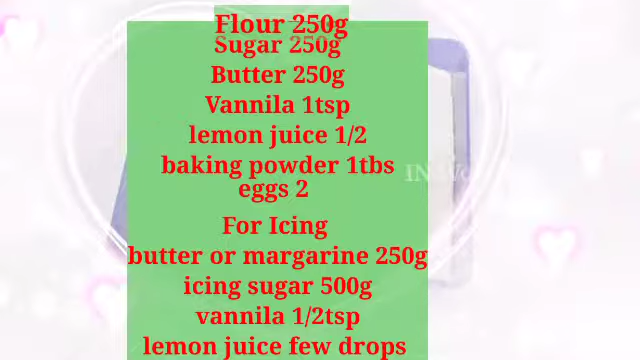 Flour 250g
Sugar 250g
Butter 250g
Vannila 1tsp
lemon juice 1/2
baking powder 1tbs
eggs 2
For Icing
butter or margarine 250g
icing sugar 500g
vannila 1/2tsp
lemon juice few drops